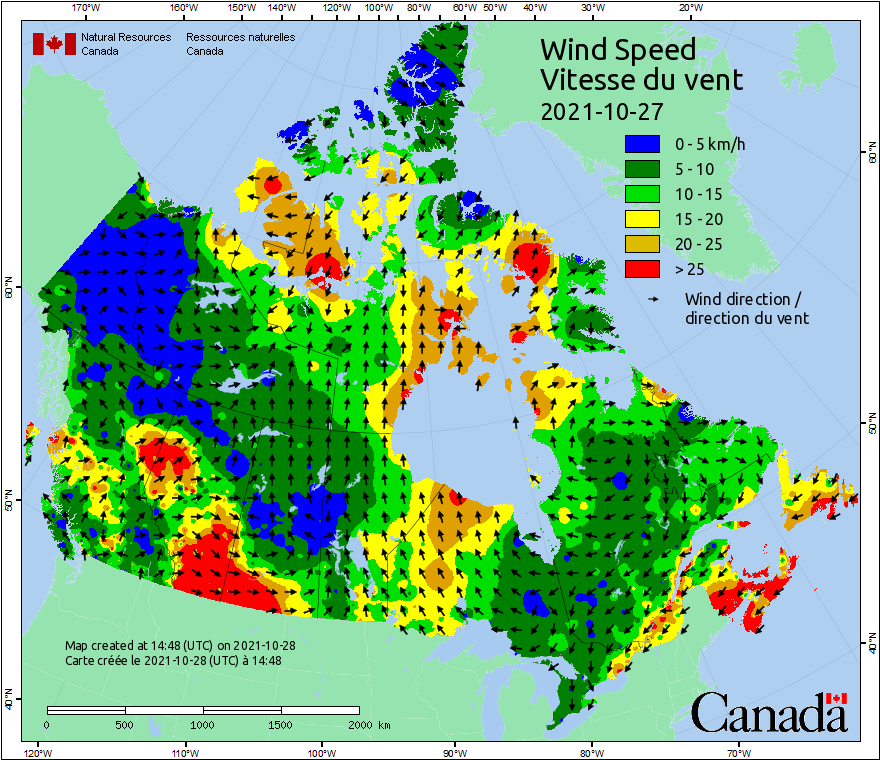 170°W 160°W 150°W 140°W 130°W 120°W 110°W 100°W 90°W 80°W 70°W 60°W 50°W 40°W 30°W 20°W
Natural Resources Canada
Ressources naturelles Canada
Wind Speed
Vitesse du vent
2021-10-27
0 - 5 km/h
5 - 10
10 - 15
15 - 20
20 - 25
> 25
Wind direction /
direction du vent
60°N
50°N
40°N
60°N
50°N
40°N
Map created at 14:48 (UTC) on 2021-10-28
Carte créée le 2021-10-28 (UTC) à 14:48
0 500 1000 1500 2000 km
Canada
120°W 110°W 100°W 90°W 80°W 70°W